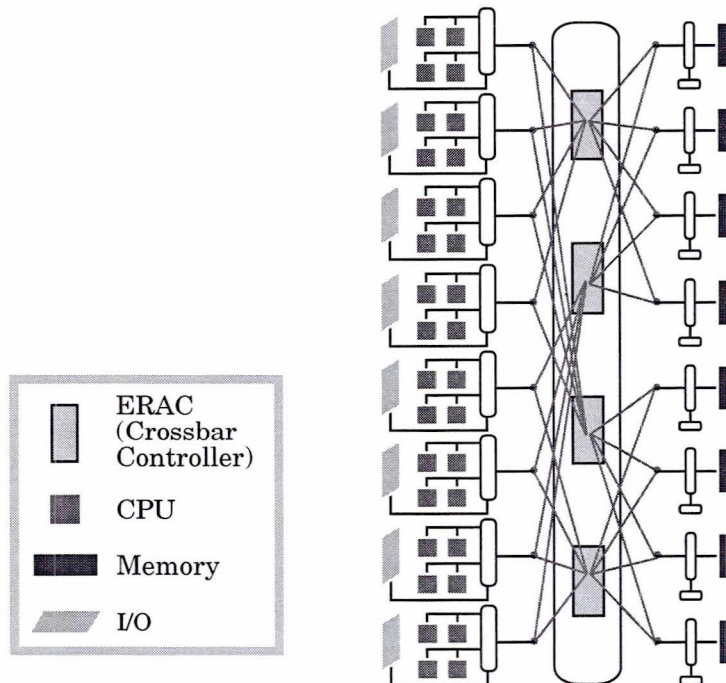 ERAC
(Crossbar
Controller)
CPU
Memory
I/O